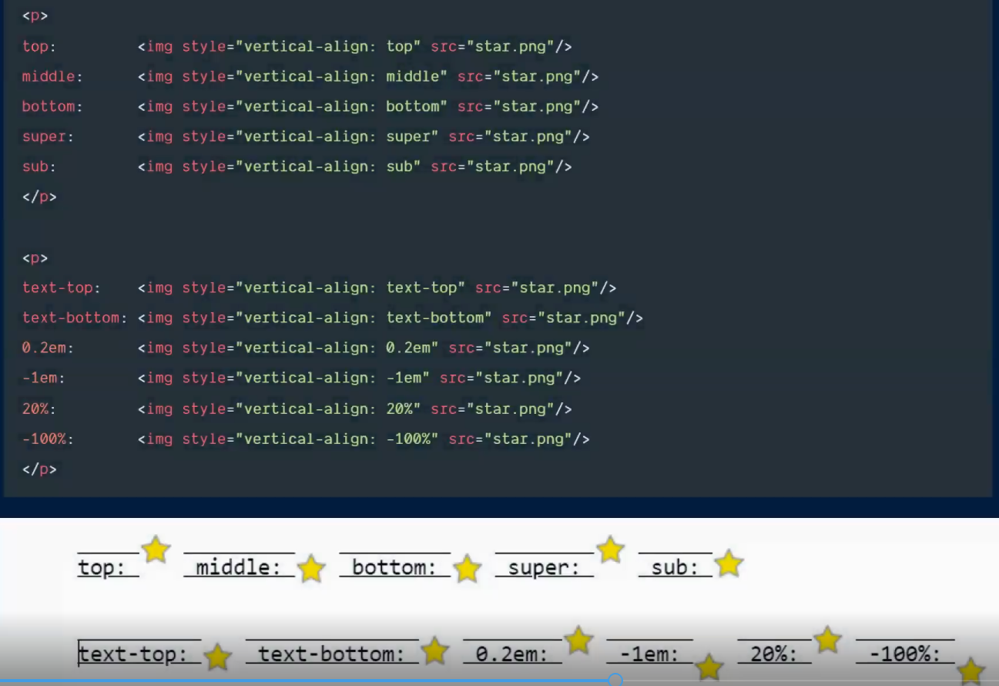 <p>
top: <img style="vertical-align: top" src="star.png"/>
middle: <img style="vertical-align: middle" src="star.png"/>
bottom: <img style="vertical-align: bottom" src="star.png"/>
super: <img style="vertical-align: super" src="star.png"/>
sub: <img style="vertical-align: sub" src="star.png"/>
</p>
<p>
text-top: <img style="vertical-align: text-top" src="star.png"/>
text-bottom: <img style="vertical-align: text-bottom" src="star.png"/>
0.2em: <img style="vertical-align: 0.2em" src="star.png"/>
-1em: <img style="vertical-align: -1em" src="star.png"/>
20%: <img style="vertical-align: 20%" src="star.png"/>
-100%: <img style="vertical-align: -100%" src="star.png"/>
</p>
top: middle: bottom: super: sub:
text-top: text-bottom: 0.2em: -1em: 20%: -100%: